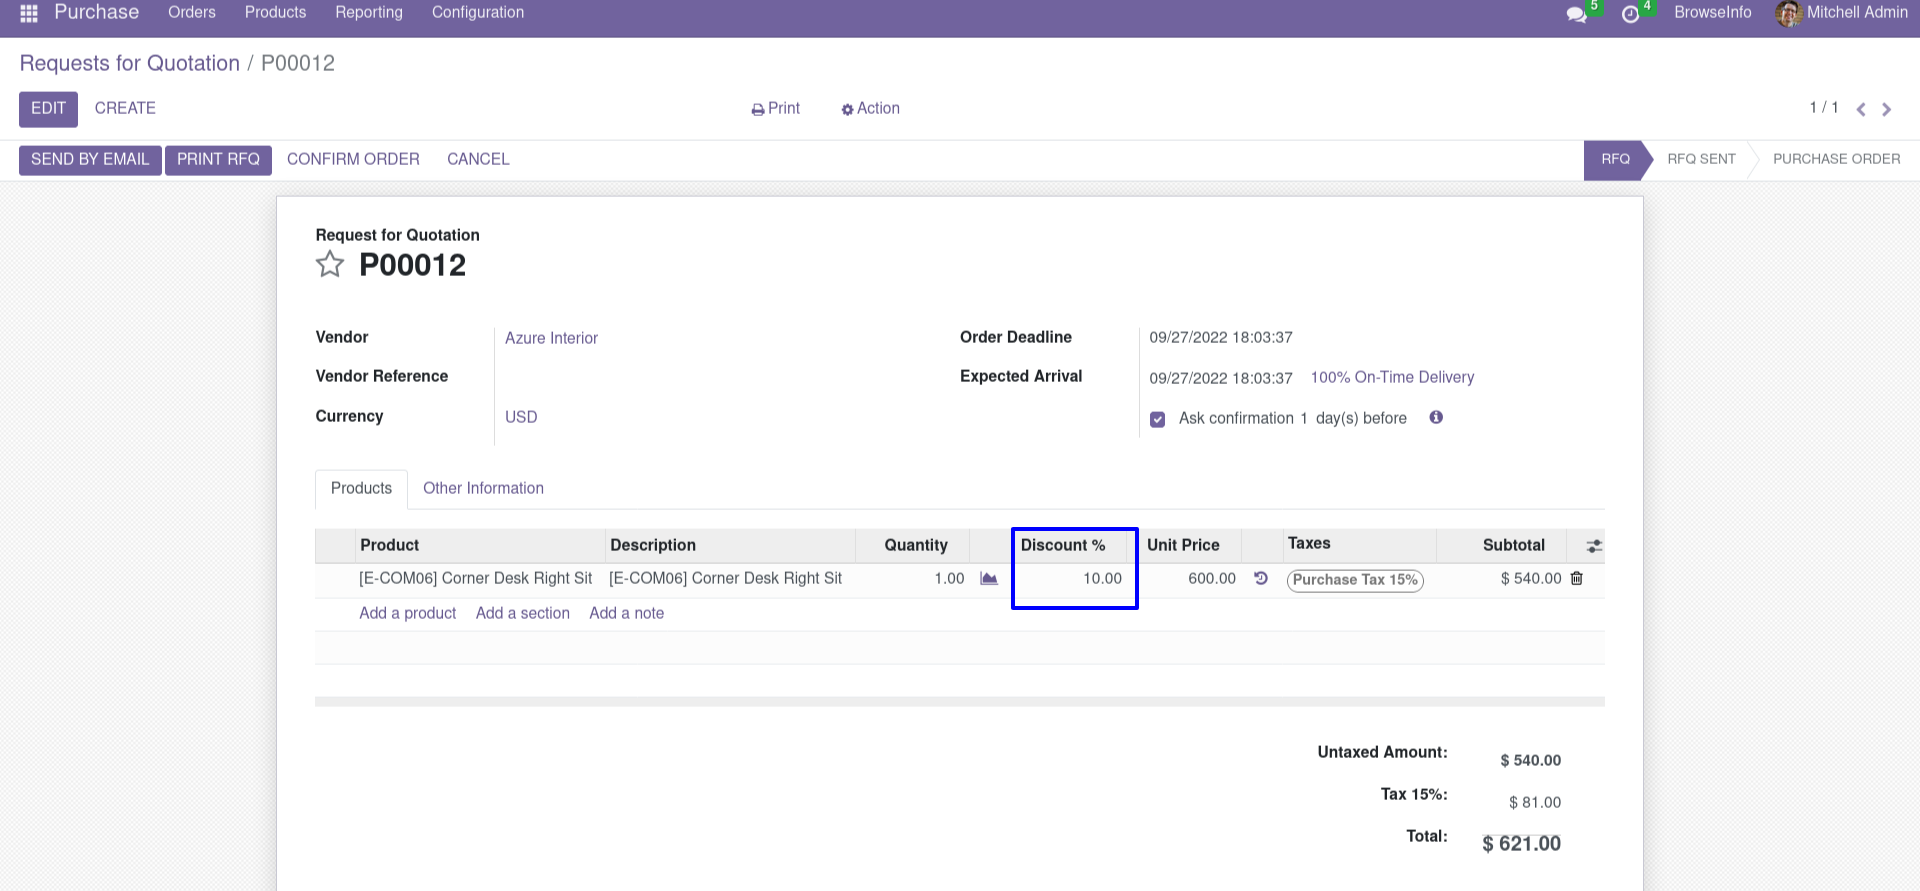 Purchase Orders Products Reporting Configuration 5 4 BrowseInfo Mitchell Admin
Requests for Quotation / P00012
EDIT CREATE Print Action 1 / 1
SEND BY EMAIL PRINT RFQ CONFIRM ORDER CANCEL RFQ RFQ SENT PURCHASE ORDER
Request for Quotation
P00012
Vendor Azure Interior Order Deadline 09/27/2022 18:03:37
Vendor Reference Expected Arrival 09/27/2022 18:03:37 100% On-Time Delivery
Currency USD Ask confirmation 1 day(s) before
Products Other Information
Product Description Quantity Discount % Unit Price Taxes Subtotal
[E-COM06] Corner Desk Right Sit [E-COM06] Corner Desk Right Sit 1.00 10.00 600.00 Purchase Tax 15% $ 540.00
Add a product Add a section Add a note
Untaxed Amount: $ 540.00
Tax 15%: $ 81.00
Total: $ 621.00